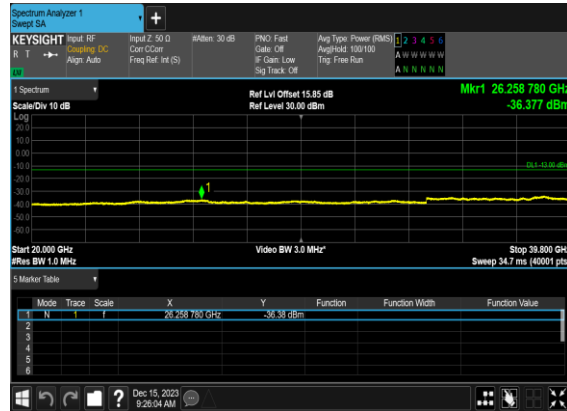 Spectrum Analyzer 1
Swept SA
+
KEYSIGHT Input: RF Input Z: 50 Ω #Atten: 30 dB PNO: Fast Avg Type: Power (RMS) 1 2 3 4 5 6
R T Coupling: DC Corr CCorr Gate: Off Avg|Hold: 100/100 A W W W W W
Align: Auto Freq Ref: Int (S) IF Gain: Low Trig: Free Run
Sig Track: Off A N N N N N
1 Spectrum Ref Lvl Offset 15.85 dB Mkr1 26.258 780 GHz
Scale/Div 10 dB Ref Level 30.00 dBm -36.377 dBm
Log
20.0
10.0
0.00
-10.0
DL1 -13.00 dBm
-20.0
-30.0
1
-40.0
-50.0
-60.0
Start 20.000 GHz Video BW 3.0 MHz* Stop 39.800 GHz
#Res BW 1.0 MHz Sweep 34.7 ms (40001 pts)
5 Marker Table
Mode Trace Scale X Y Function Function Width Function Value
1 N 1 f 26.258 780 GHz -36.38 dBm
2
3
4
5
6
? Dec 15, 2023
9:26:04 AM